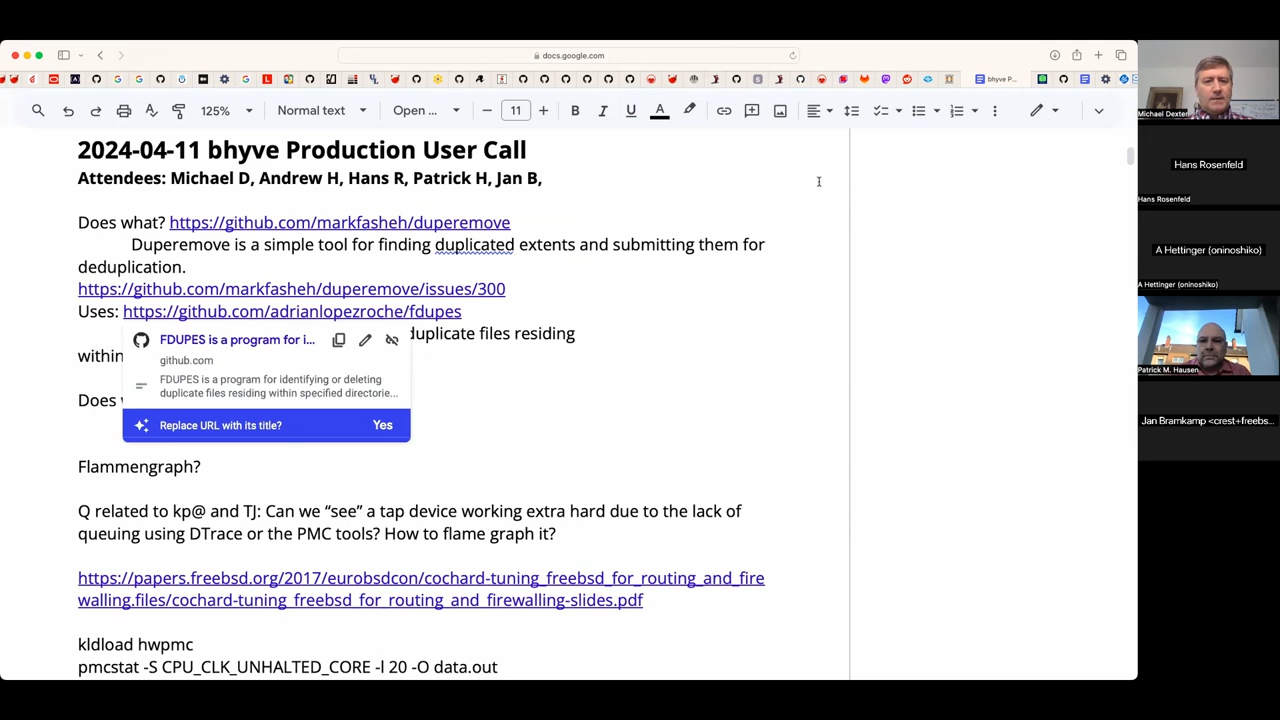 docs.google.com
bhyve P...
125%
Normal text
Open ...
11
Michael Dexter
2024-04-11 bhyve Production User Call
Attendees: Michael D, Andrew H, Hans R, Patrick H, Jan B,
Does what? https://github.com/markfasheh/duperemove
Duperemove is a simple tool for finding duplicated extents and submitting them for
deduplication.
https://github.com/markfasheh/duperemove/issues/300
Uses: https://github.com/adrianlopezroche/fdupes
duplicate files residing
within
FDUPES is a program for i...
github.com
FDUPES is a program for identifying or deleting
duplicate files residing within specified directorie...
Does
Replace URL with its title? Yes
Flammengraph?
Q related to kp@ and TJ: Can we “see” a tap device working extra hard due to the lack of
queuing using DTrace or the PMC tools? How to flame graph it?
https://papers.freebsd.org/2017/eurobsdcon/cochard-tuning_freebsd_for_routing_and_fire
walling.files/cochard-tuning_freebsd_for_routing_and_firewalling-slides.pdf
kldload hwpmc
pmcstat -S CPU_CLK_UNHALTED_CORE -l 20 -O data.out
Hans Rosenfeld
Hans Rosenfeld
A Hettinger (oninoshiko)
A Hettinger (oninoshiko)
Patrick M. Hausen
Jan Bramkamp <crest+freebs...